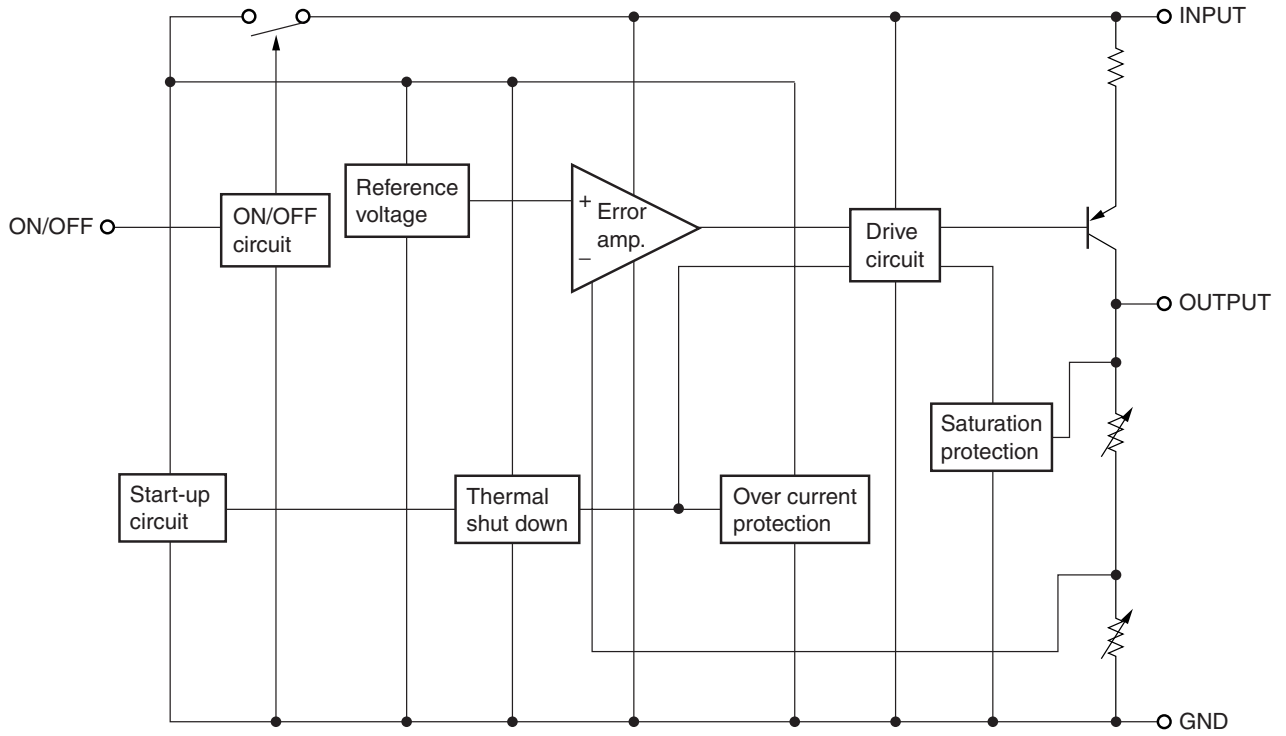 INPUT
Reference
voltage
+
Error
amp.
−
ON/OFF
ON/OFF
circuit
Drive
circuit
OUTPUT
Saturation
protection
Start-up
circuit
Thermal
shut down
Over current
protection
GND